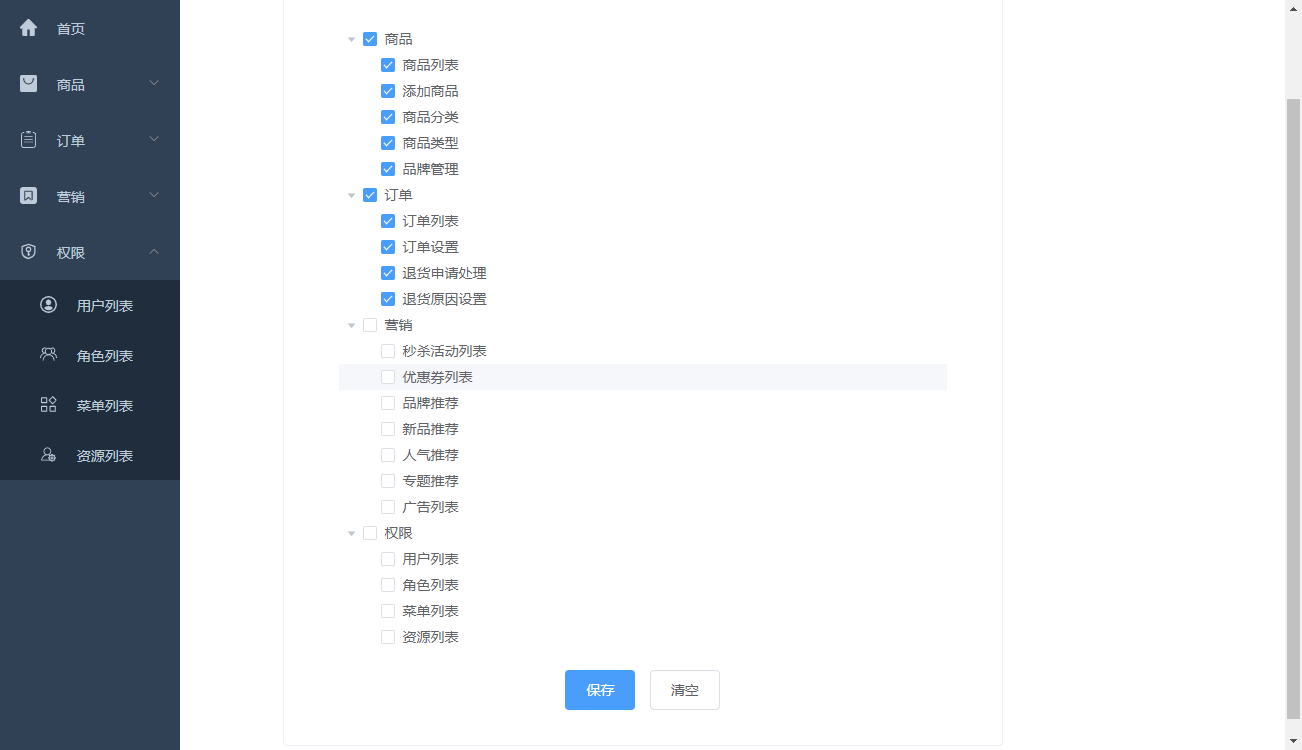 首页
商品
订单
营销
权限
用户列表
角色列表
菜单列表
资源列表
商品
商品列表
添加商品
商品分类
商品类型
品牌管理
订单
订单列表
订单设置
退货申请处理
退货原因设置
营销
秒杀活动列表
优惠券列表
品牌推荐
新品推荐
人气推荐
专题推荐
广告列表
权限
用户列表
角色列表
菜单列表
资源列表
保存 清空